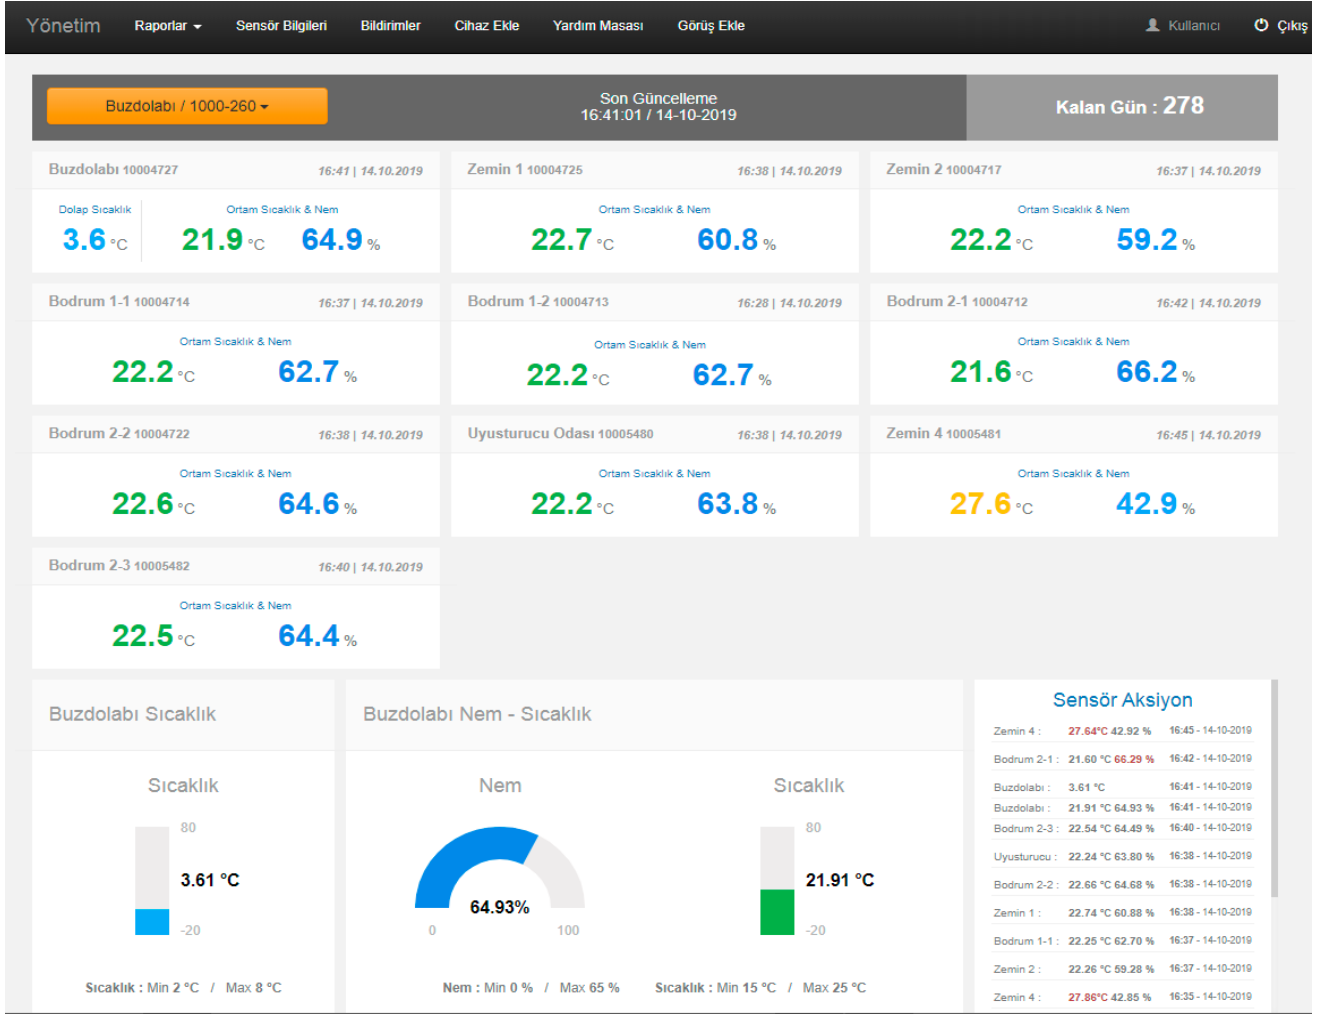 Yönetim Raporlar Sensör Bilgileri Bildirimler Cihaz Ekle Yardım Masası Görüş Ekle Kullanıcı Çıkış
Buzdolabı / 1000-260
Son Güncelleme
16:41:01 / 14-10-2019
Kalan Gün : 278
Buzdolabı 10004727 16:41 | 14.10.2019
Dolap Sıcaklık Ortam Sıcaklık & Nem
3.6 °C 21.9 °C 64.9 %
Zemin 1 10004725 16:38 | 14.10.2019
Ortam Sıcaklık & Nem
22.7 °C 60.8 %
Zemin 2 10004717 16:37 | 14.10.2019
Ortam Sıcaklık & Nem
22.2 °C 59.2 %
Bodrum 1-1 10004714 16:37 | 14.10.2019
Ortam Sıcaklık & Nem
22.2 °C 62.7 %
Bodrum 1-2 10004713 16:28 | 14.10.2019
Ortam Sıcaklık & Nem
22.2 °C 62.7 %
Bodrum 2-1 10004712 16:42 | 14.10.2019
Ortam Sıcaklık & Nem
21.6 °C 66.2 %
Bodrum 2-2 10004722 16:38 | 14.10.2019
Ortam Sıcaklık & Nem
22.6 °C 64.6 %
Uyusturucu Odası 10005480 16:38 | 14.10.2019
Ortam Sıcaklık & Nem
22.2 °C 63.8 %
Zemin 4 10005481 16:45 | 14.10.2019
Ortam Sıcaklık & Nem
27.6 °C 42.9 %
Bodrum 2-3 10005482 16:40 | 14.10.2019
Ortam Sıcaklık & Nem
22.5 °C 64.4 %
Buzdolabı Sıcaklık
Sıcaklık
80
3.61 °C
-20
Sıcaklık : Min 2 °C / Max 8 °C
Buzdolabı Nem - Sıcaklık
Nem
64.93%
0 100
Nem : Min 0 % / Max 65 %
Sıcaklık
80
21.91 °C
-20
Sıcaklık : Min 15 °C / Max 25 °C
Sensör Aksiyon
Zemin 4 : 27.64°C 42.92 % 16:45 - 14-10-2019
Bodrum 2-1 : 21.60 °C 66.29 % 16:42 - 14-10-2019
Buzdolabı : 3.61 °C 16:41 - 14-10-2019
Buzdolabı : 21.91 °C 64.93 % 16:41 - 14-10-2019
Bodrum 2-3 : 22.54 °C 64.49 % 16:40 - 14-10-2019
Uyusturucu : 22.24 °C 63.80 % 16:38 - 14-10-2019
Bodrum 2-2 : 22.66 °C 64.68 % 16:38 - 14-10-2019
Zemin 1 : 22.74 °C 60.88 % 16:38 - 14-10-2019
Bodrum 1-1 : 22.25 °C 62.70 % 16:37 - 14-10-2019
Zemin 2 : 22.26 °C 59.28 % 16:37 - 14-10-2019
Zemin 4 : 27.86°C 42.85 % 16:35 - 14-10-2019